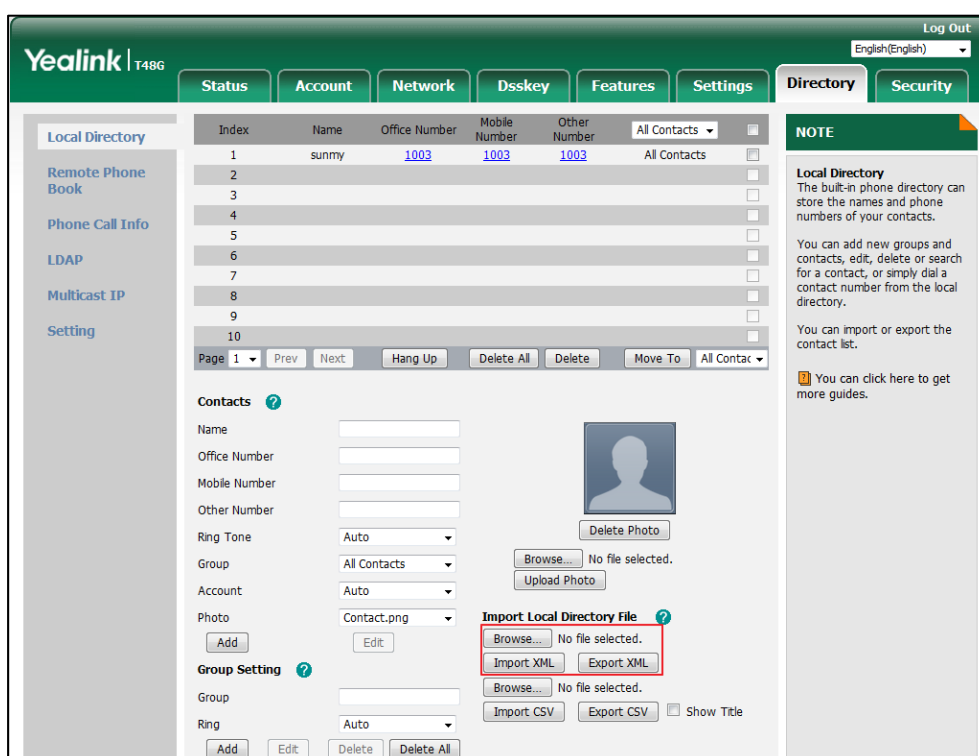 Log Out
Yealink | T48G
English(English)
Status Account Network Dsskey Features Settings Directory Security
Local Directory
Remote Phone
Book
Phone Call Info
LDAP
Multicast IP
Setting
Index Name Office Number Mobile Number Other Number All Contacts
1 sunmy 1003 1003 1003 All Contacts
2
3
4
5
6
7
8
9
10
Page 1 Prev Next Hang Up Delete All Delete Move To All Contac
Contacts ?
Name
Office Number
Mobile Number
Other Number
Ring Tone Auto
Group All Contacts
Account Auto
Photo Contact.png
Add Edit
Delete Photo
Browse... No file selected.
Upload Photo
Import Local Directory File ?
Browse... No file selected.
Import XML Export XML
Browse... No file selected.
Import CSV Export CSV Show Title
Group Setting ?
Group
Ring Auto
Add Edit Delete Delete All
NOTE
Local Directory
The built-in phone directory can
store the names and phone
numbers of your contacts.
You can add new groups and
contacts, edit, delete or search
for a contact, or simply dial a
contact number from the local
directory.
You can import or export the
contact list.
? You can click here to get
more guides.